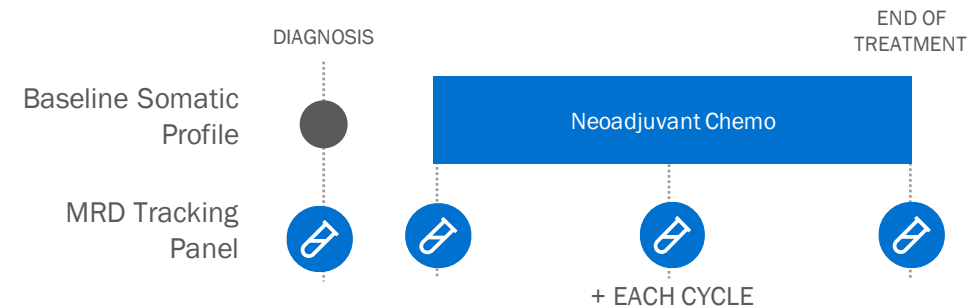 DIAGNOSIS
END OF
TREATMENT
Baseline Somatic
Profile
Neoadjuvant Chemo
MRD Tracking
Panel
+ EACH CYCLE